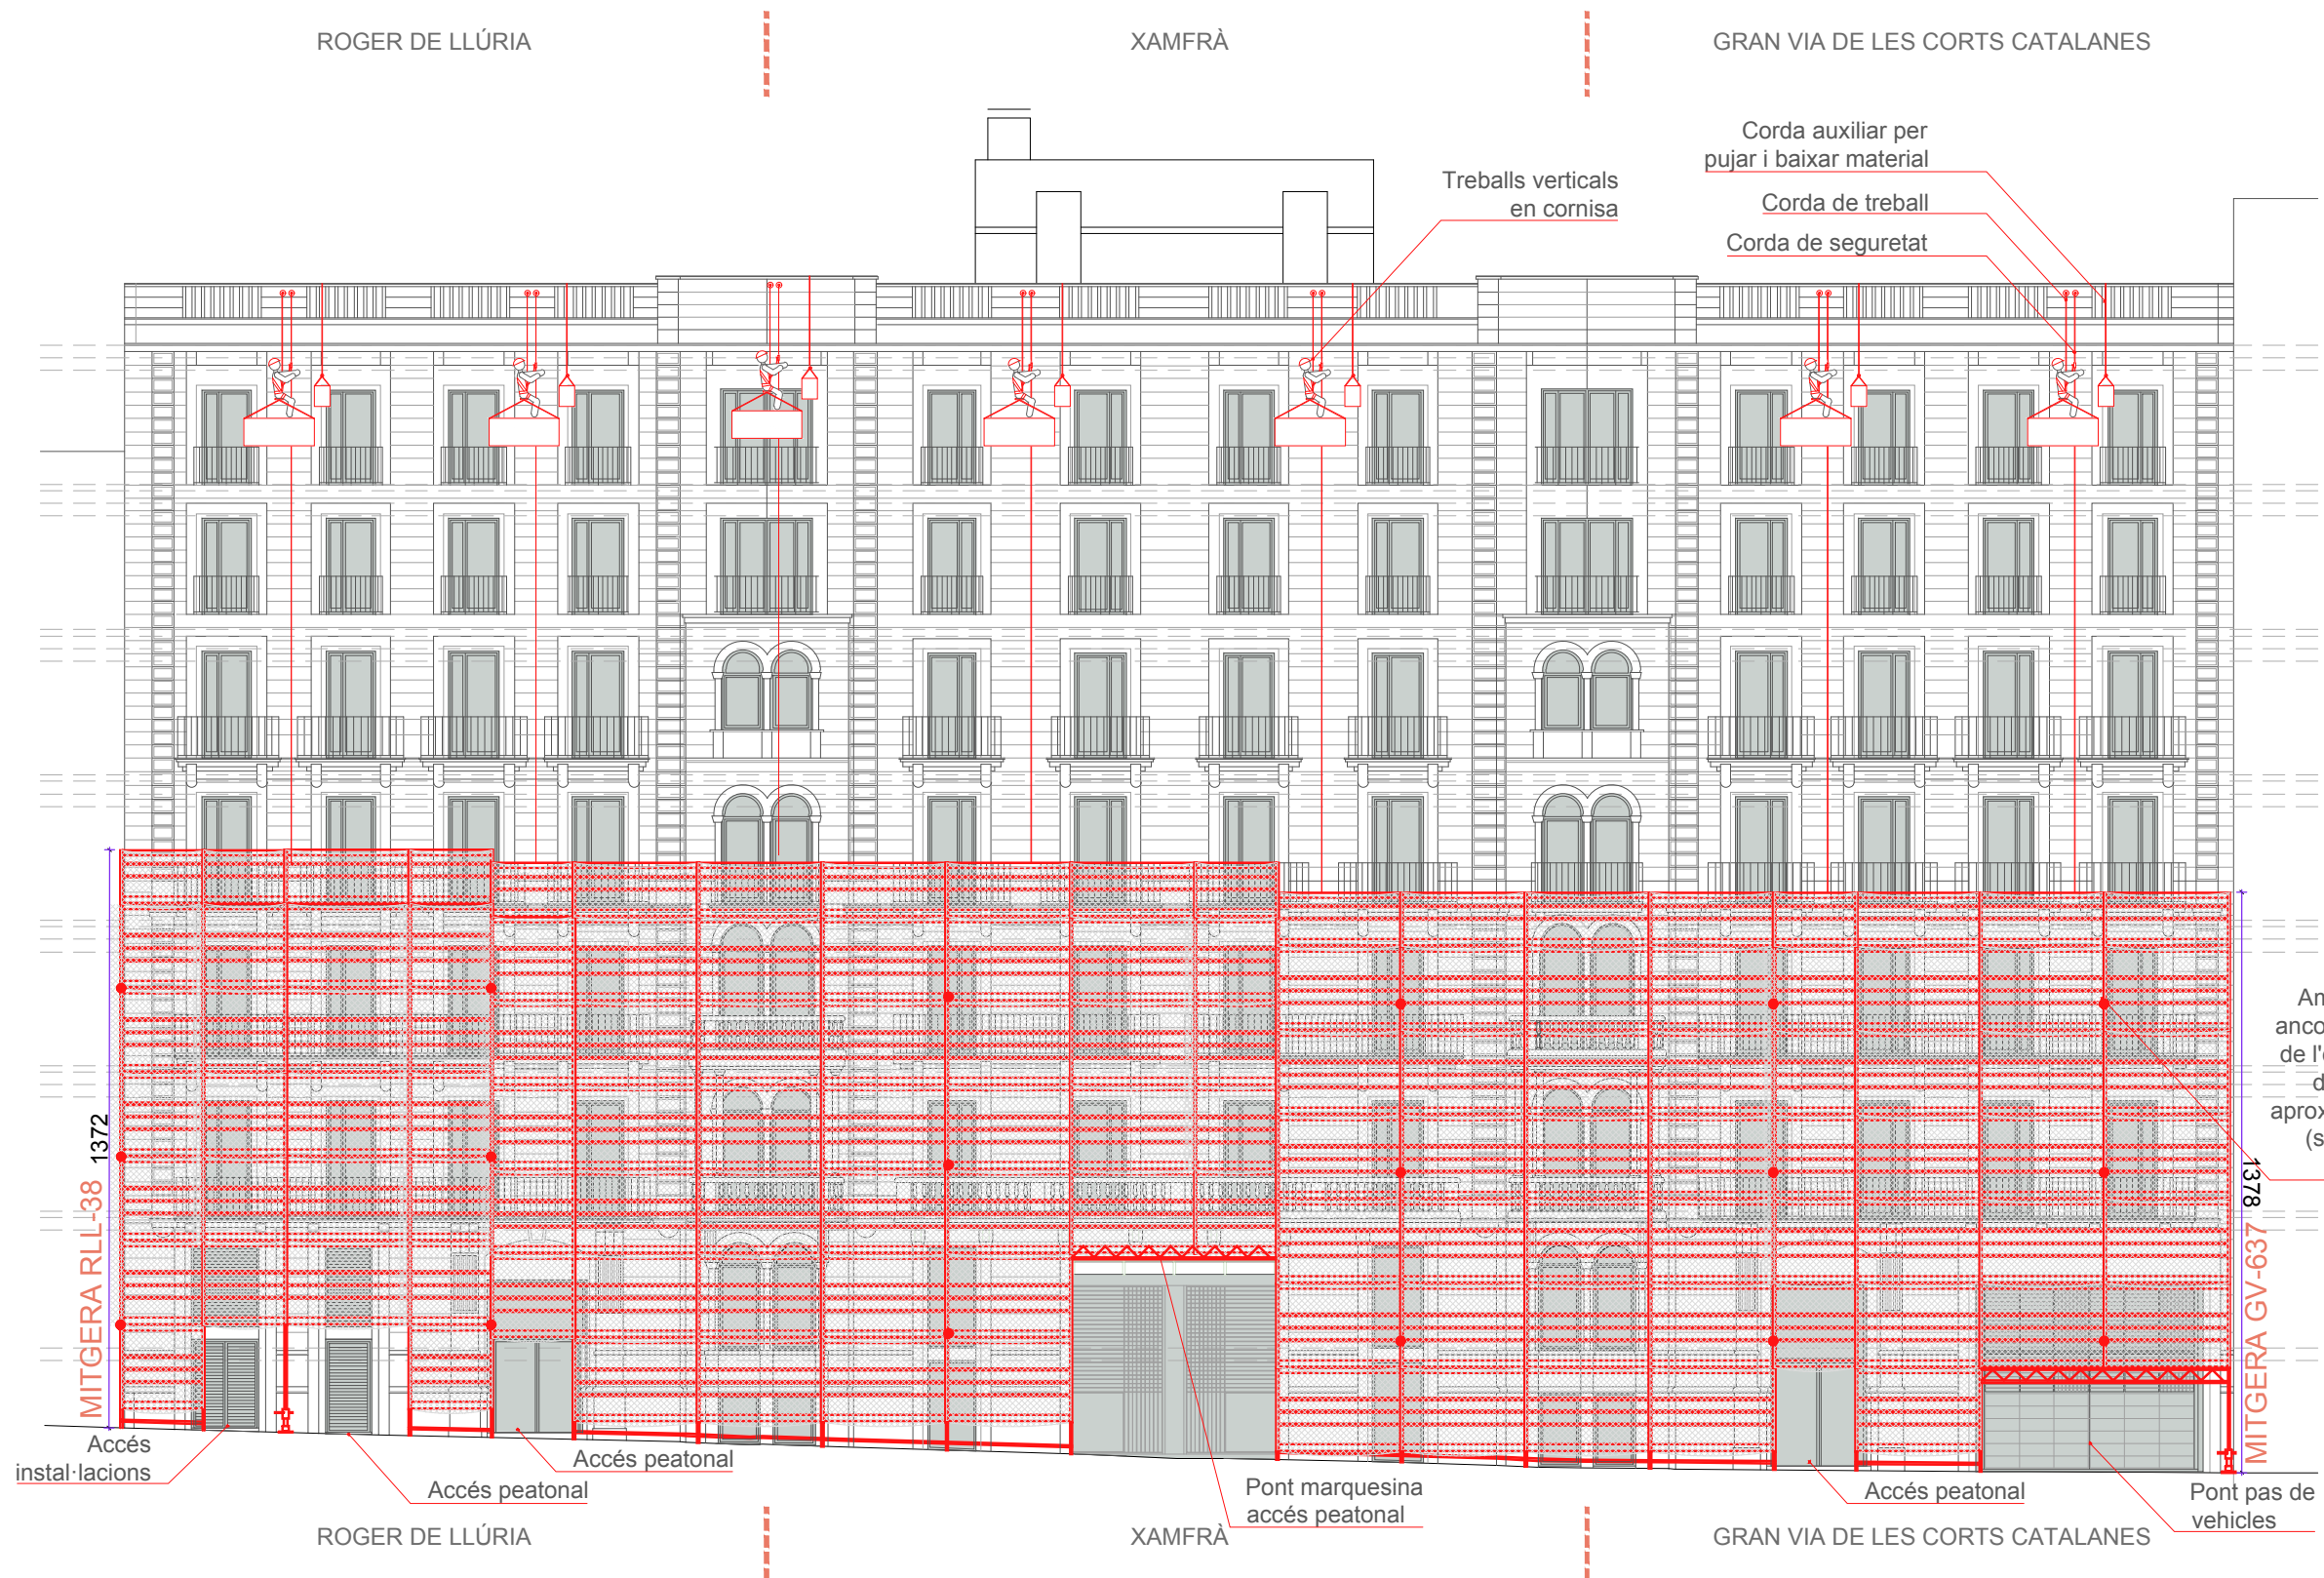 ROGER DE LLÚRIA
XAMFRÀ
GRAN VIA DE LES CORTS CATALANES
Corda auxiliar per
pujar i baixar material
Treballs verticals
en cornisa
Corda de treball
Corda de seguretat
1372
MITGERA RLL-38
1378
MITGERA GV-637
Accés
instal·lacions
Accés peatonal
Accés peatonal
Pont marquesina
accés peatonal
Accés peatonal
Pont pas de
vehicles
ROGER DE LLÚRIA
XAMFRÀ
GRAN VIA DE LES CORTS CATALANES